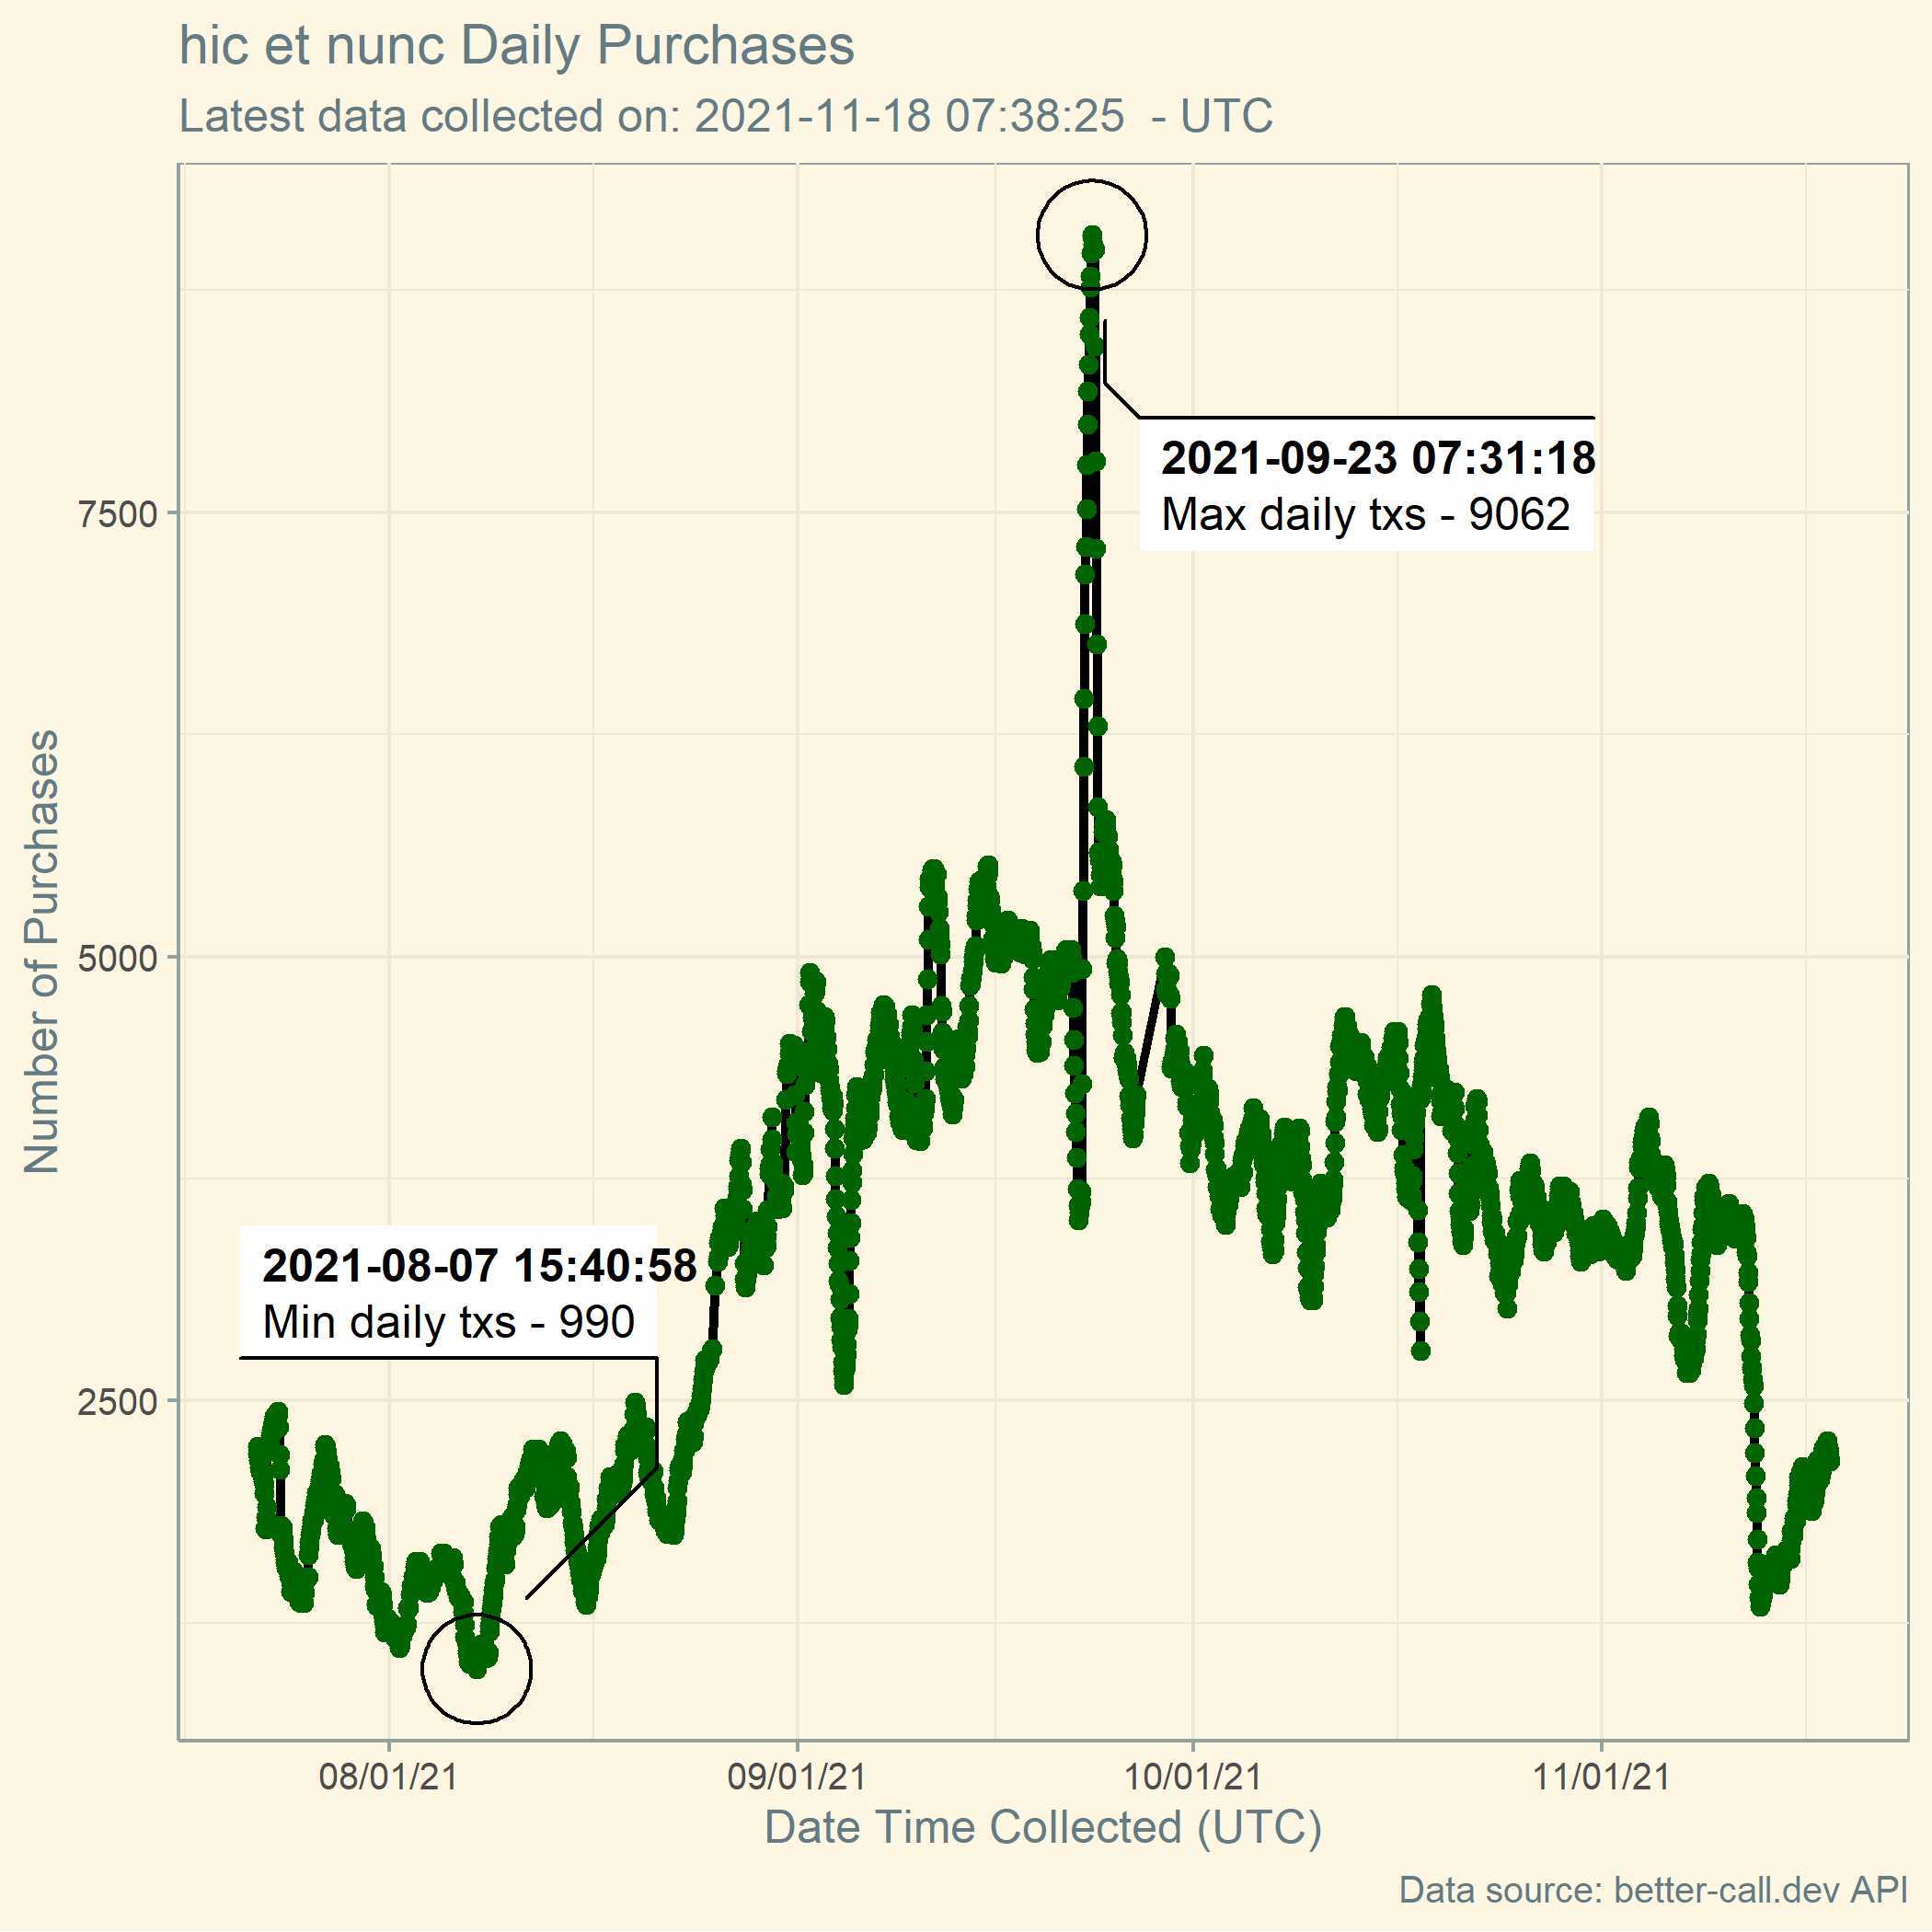 hic et nunc Daily Purchases
Latest data collected on: 2021-11-18 07:38:25  - UTC
Number of Purchases
7500
5000
2500
2021-09-23 07:31:18
Max daily txs - 9062
2021-08-07 15:40:58
Min daily txs - 990
08/01/21
09/01/21
10/01/21
11/01/21
Date Time Collected (UTC)
Data source: better-call.dev API